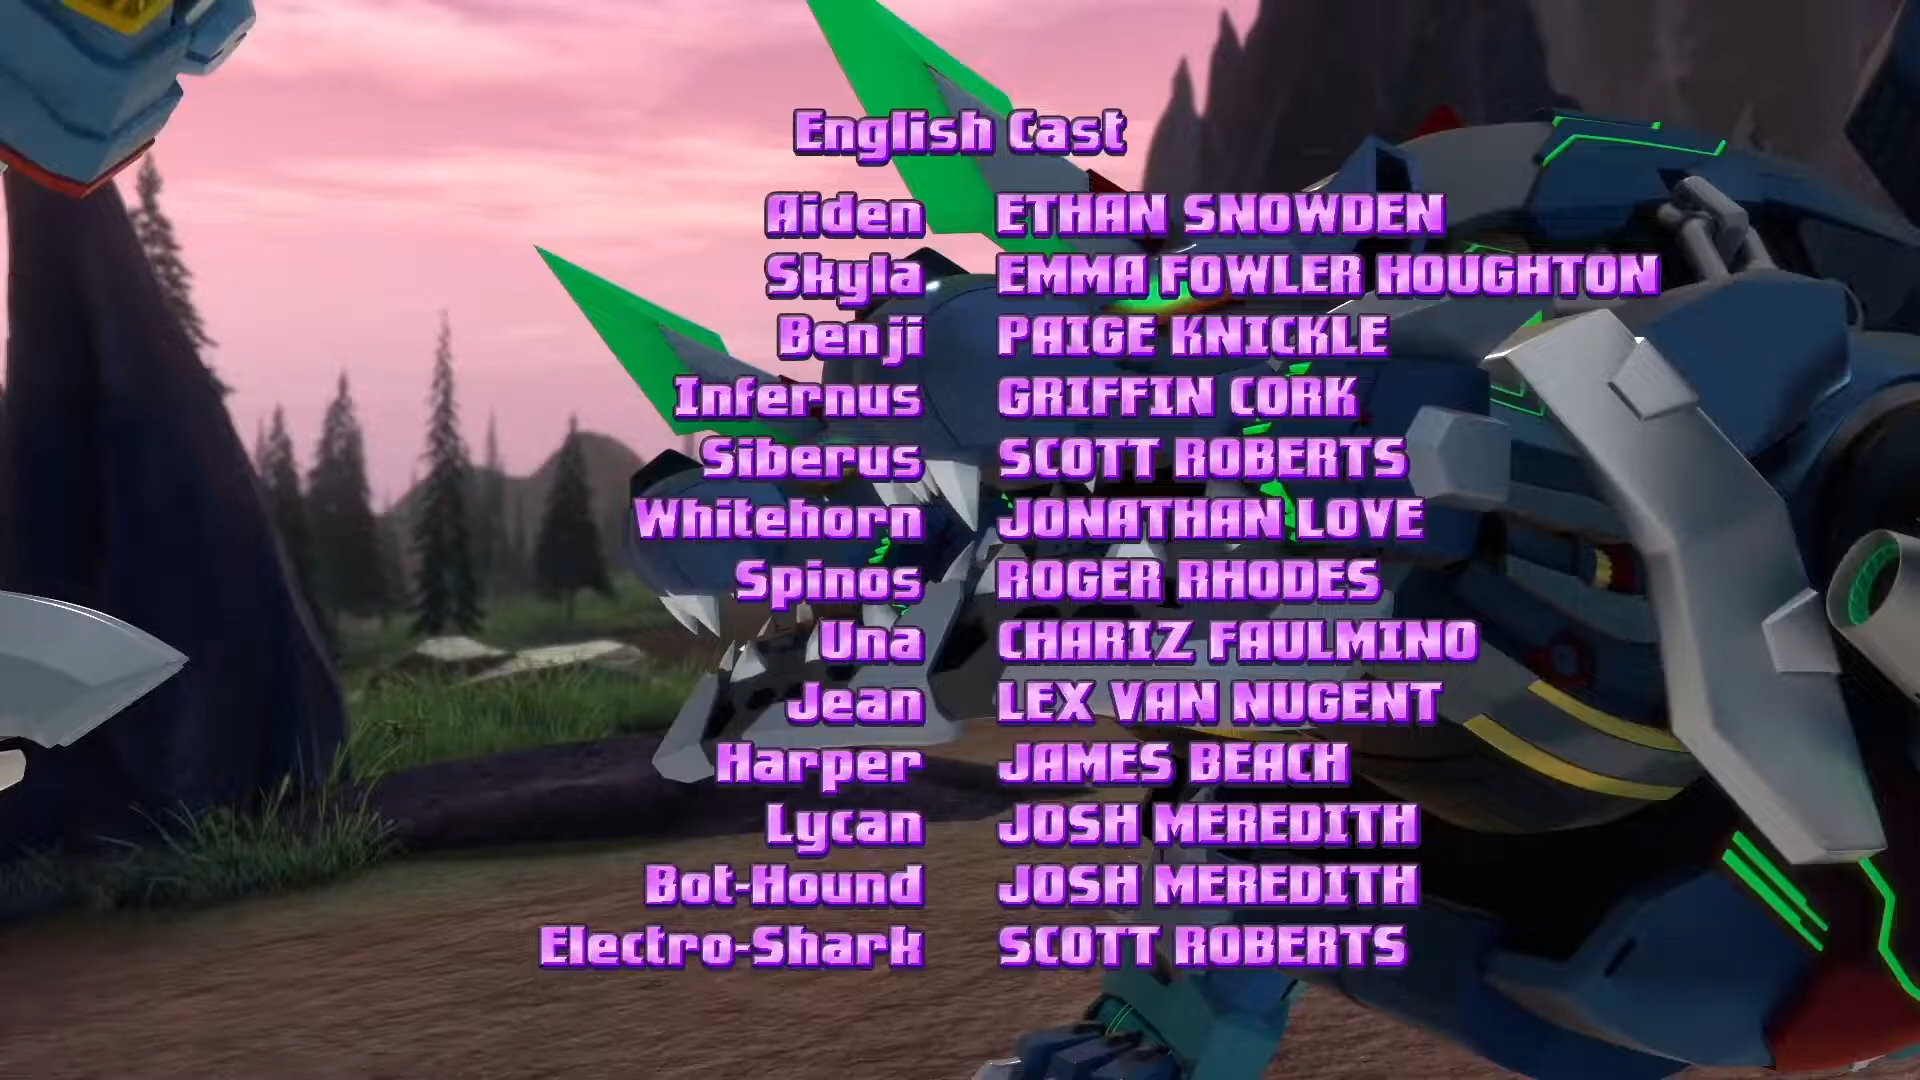 English Cast
Aiden ETHAN SNOWDEN
Skyla EMMA FOWLER HOUGHTON
Benji PAIGE KNICKLE
Infernus GRIFFIN CORK
Siberus SCOTT ROBERTS
Whitehorn JONATHAN LOVE
Spinos ROGER RHODES
Una CHARIZ FAULMINO
Jean LEX VAN NUGENT
Harper JAMES BEACH
Lycan JOSH MEREDITH
Bot-Hound JOSH MEREDITH
Electro-Shark SCOTT ROBERTS